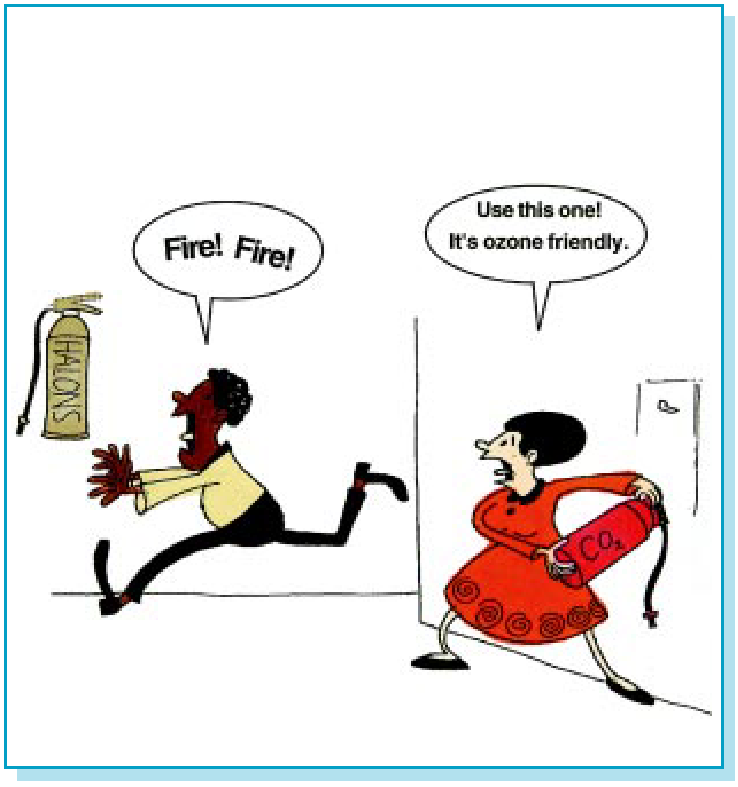 Fire! Fire!
Use this one!
It's ozone friendly.
HALONS
CO₂